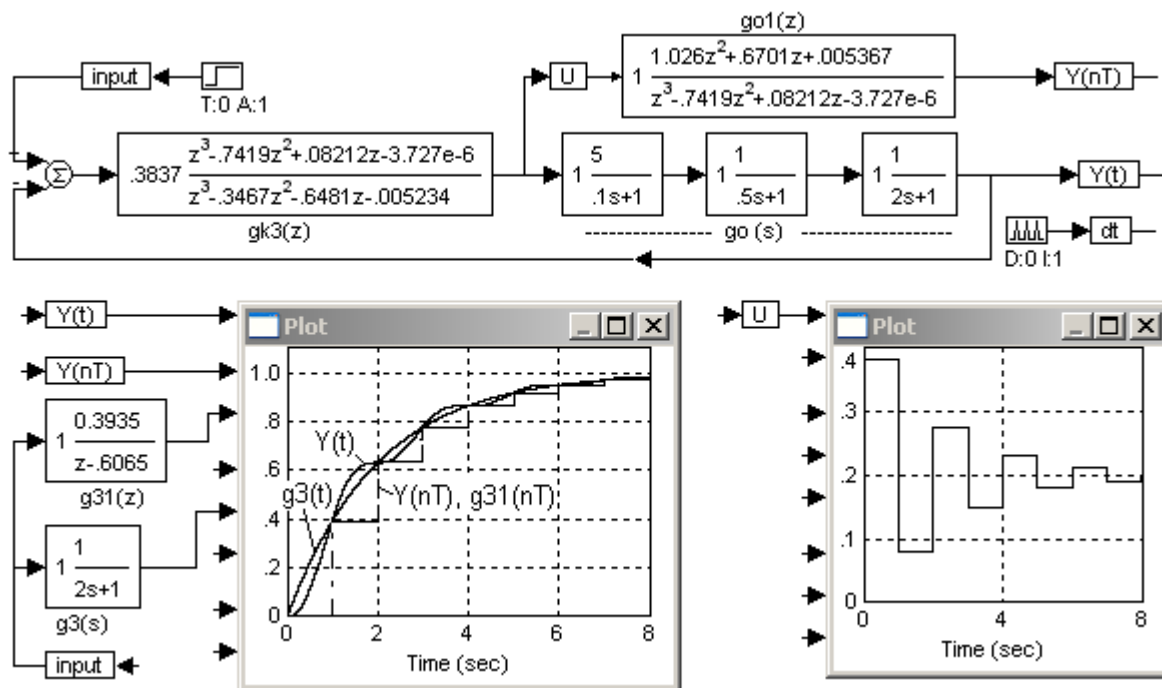 go1(z)
input
T:0 A:1
U
1 1.026z²+.6701z+.005367
z³-.7419z²+.08212z-3.727e-6
Y(nT)
Σ
.3837 z³-.7419z²+.08212z-3.727e-6
z³-.3467z²-.6481z-.005234
gk3(z)
1 5
.1s+1
1 1
.5s+1
1 1
2s+1
go (s)
Y(t)
D:0 I:1
dt
Y(t)
Y(nT)
1 0.3935
z-.6065
g31(z)
1 1
2s+1
g3(s)
input
Plot
1.0
.8
.6
.4
.2
0
Y(t)
g3(t)
Y(nT), g31(nT)
0 2 4 6 8
Time (sec)
U
Plot
.4
.3
.2
.1
0
0 4 8
Time (sec)